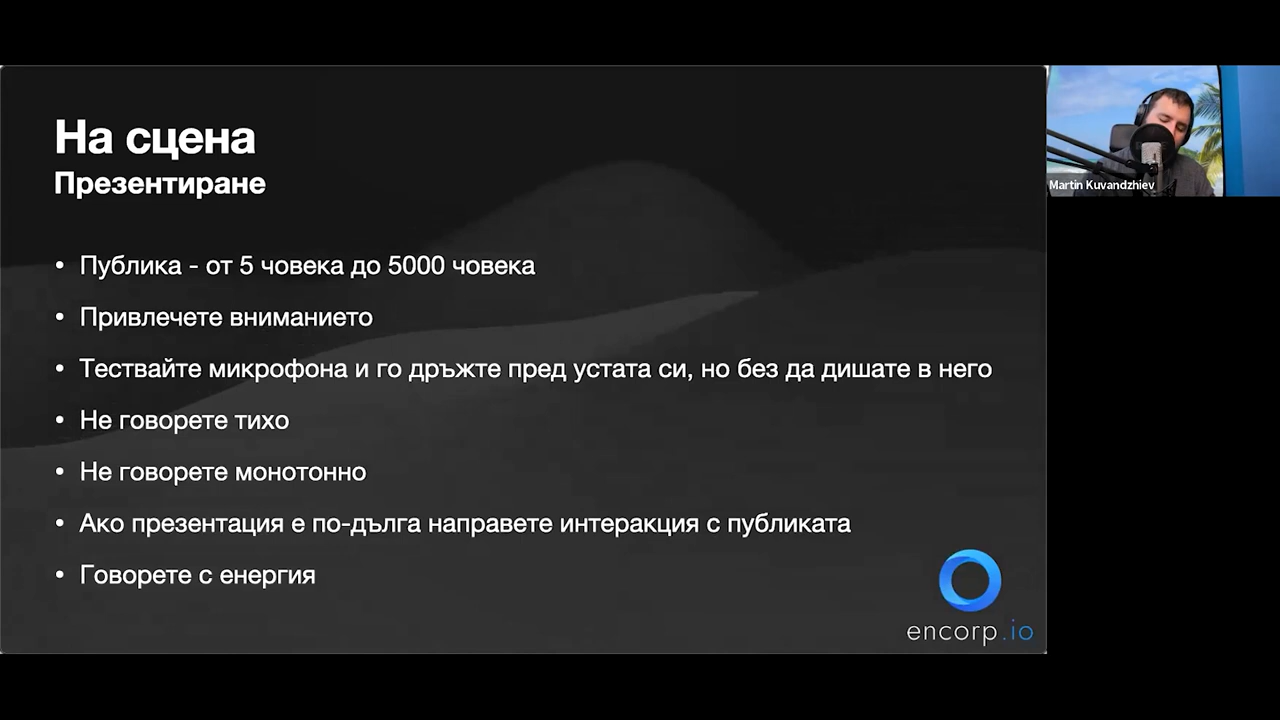 На сцена
Презентиране
• Публика - от 5 човека до 5000 човека
• Привлечете вниманието
• Тествайте микрофона и го дръжте пред устата си, но без да дишате в него
• Не говорете тихо
• Не говорете монотонно
• Ако презентация е по-дълга направете интеракция с публиката
• Говорете с енергия
encorp.io
Martin Kuvandzhiev